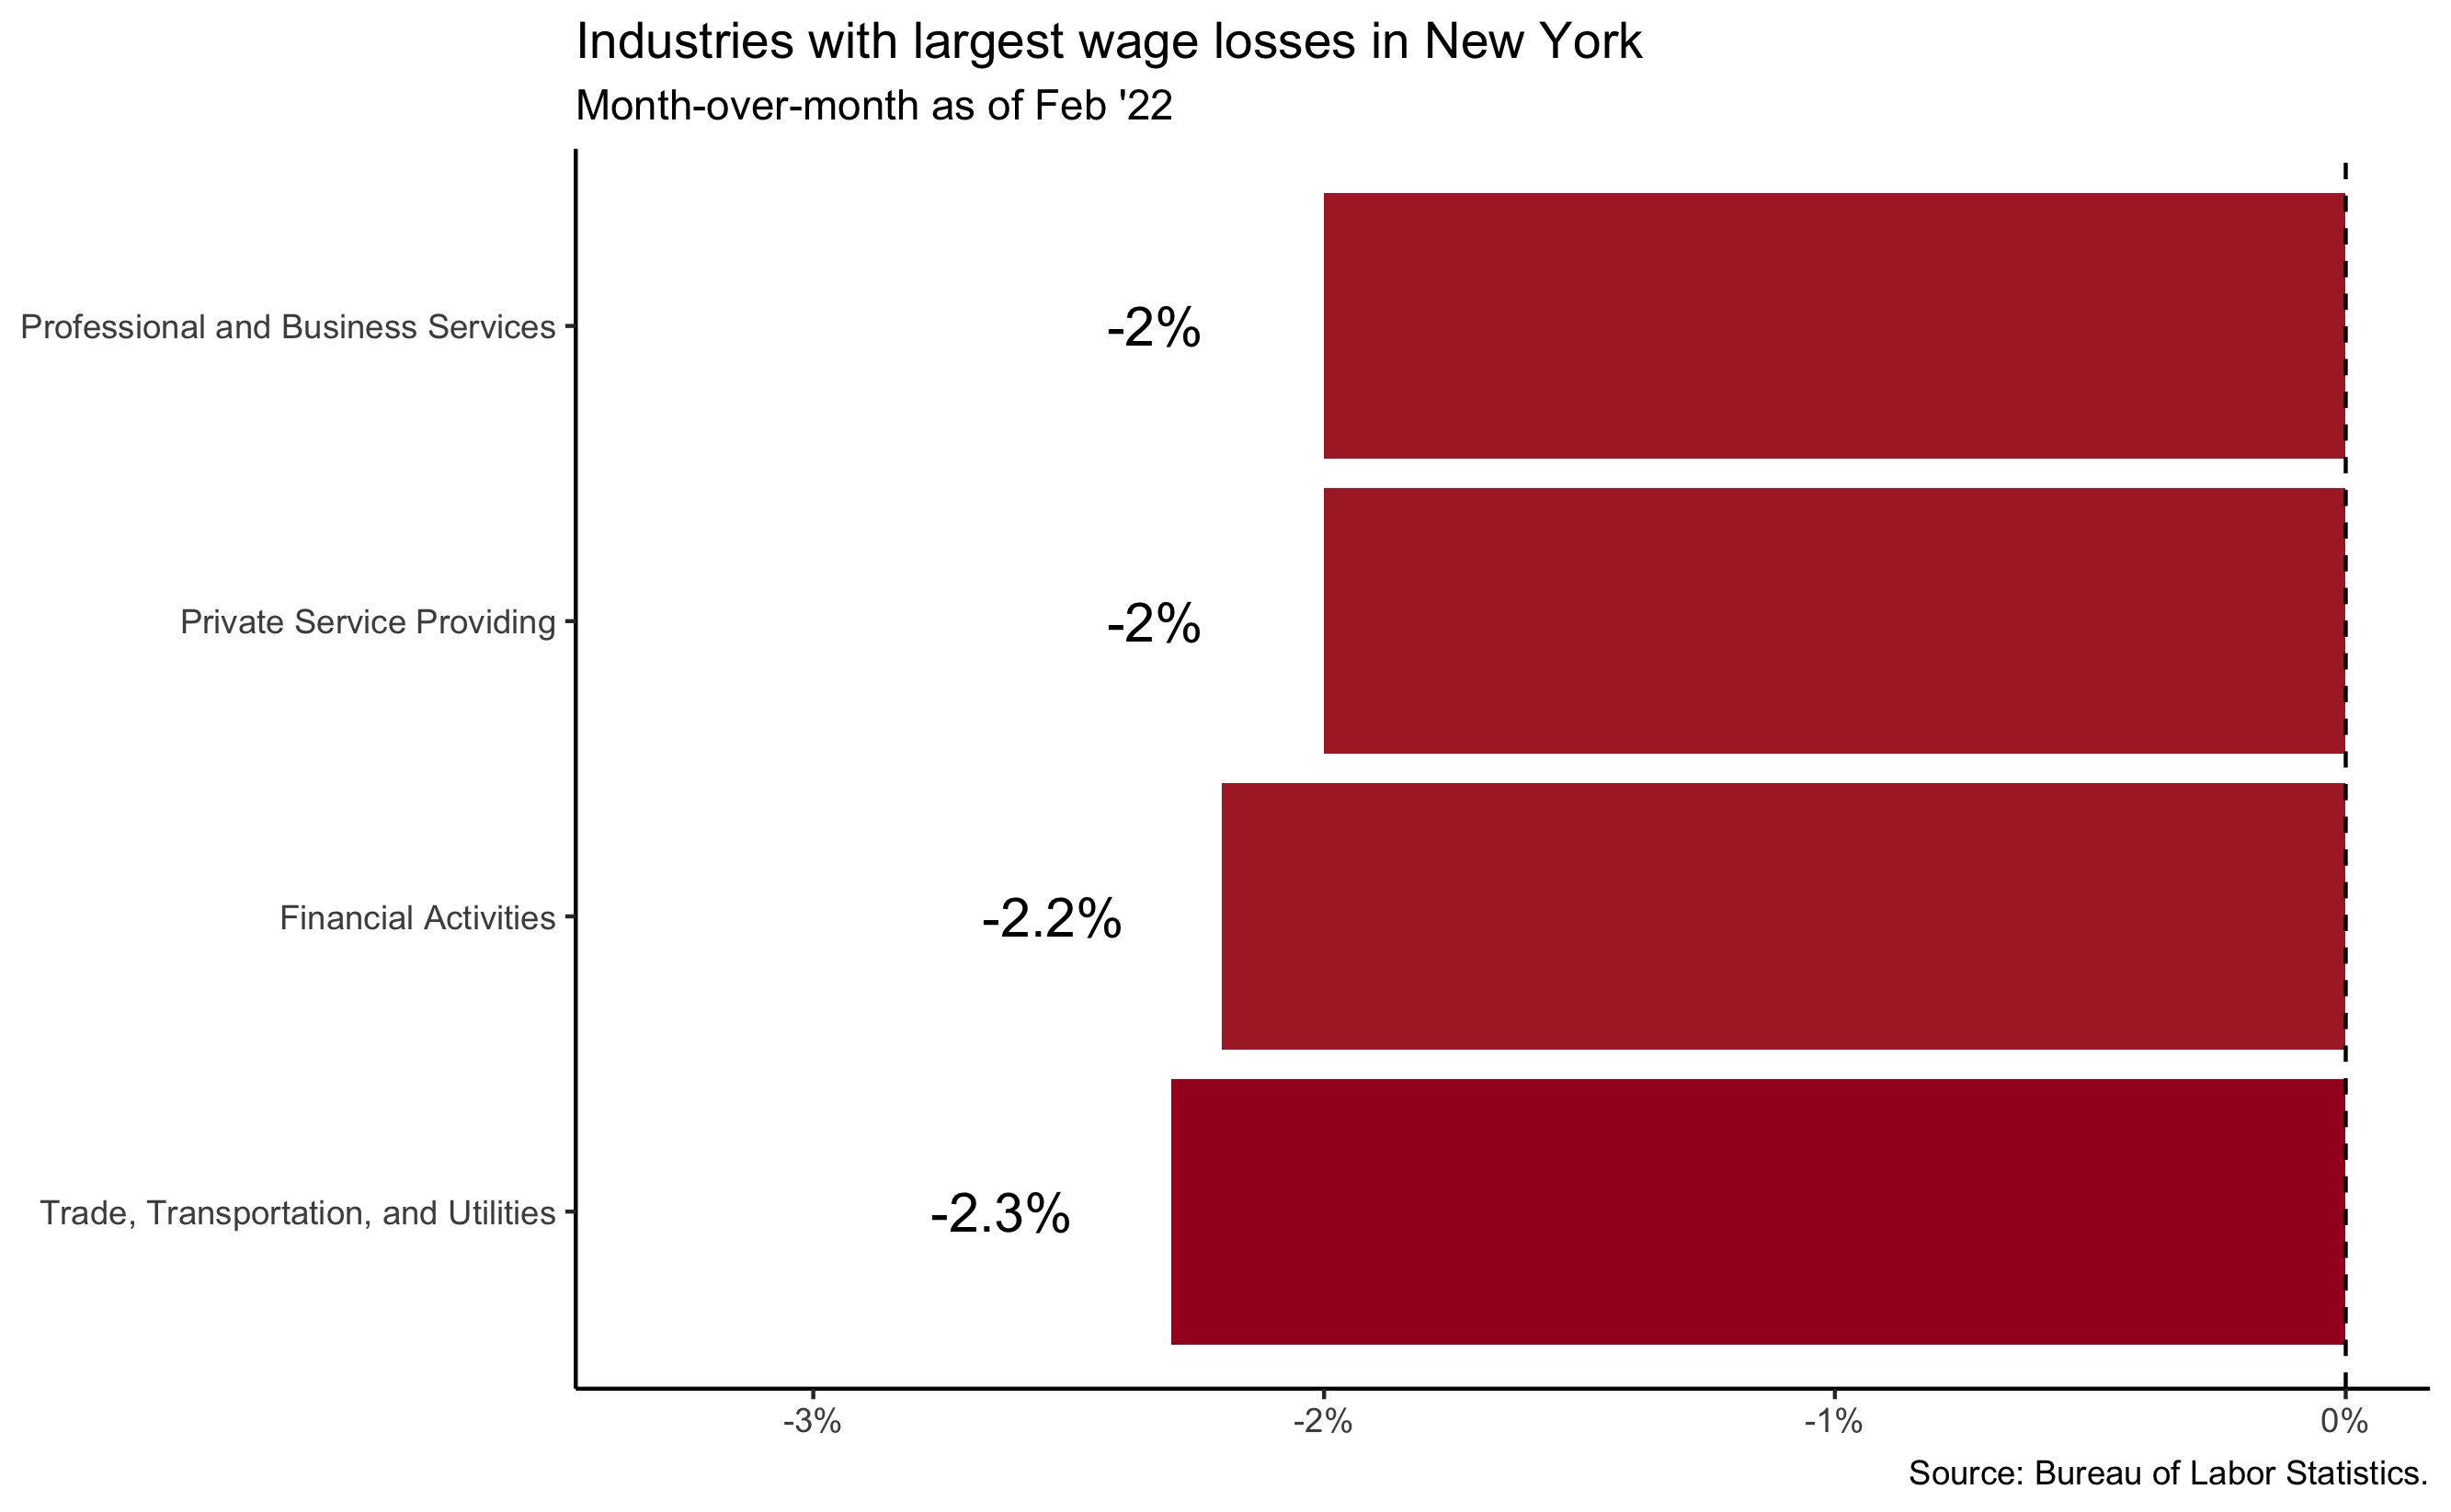 Industries with largest wage losses in New York
Month-over-month as of Feb '22
Professional and Business Services
-2%
Private Service Providing
-2%
Financial Activities
-2.2%
Trade, Transportation, and Utilities
-2.3%
-3% -2% -1% 0%
Source: Bureau of Labor Statistics.